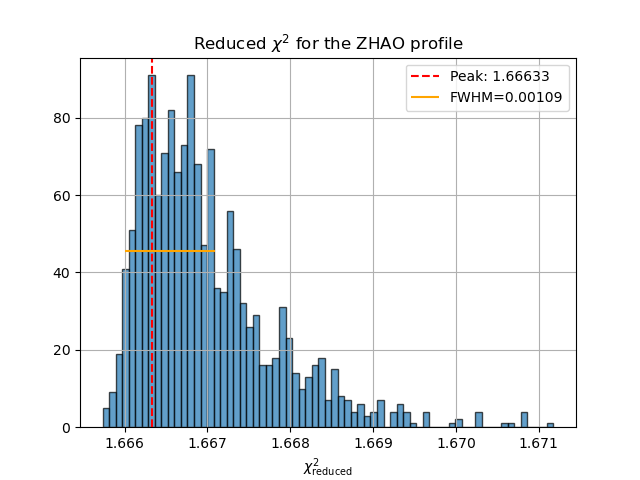 Reduced χ² for the ZHAO profile
Peak: 1.66633
FWHM=0.00109
80
60
40
20
0
1.666 1.667 1.668 1.669 1.670 1.671
χ²reduced